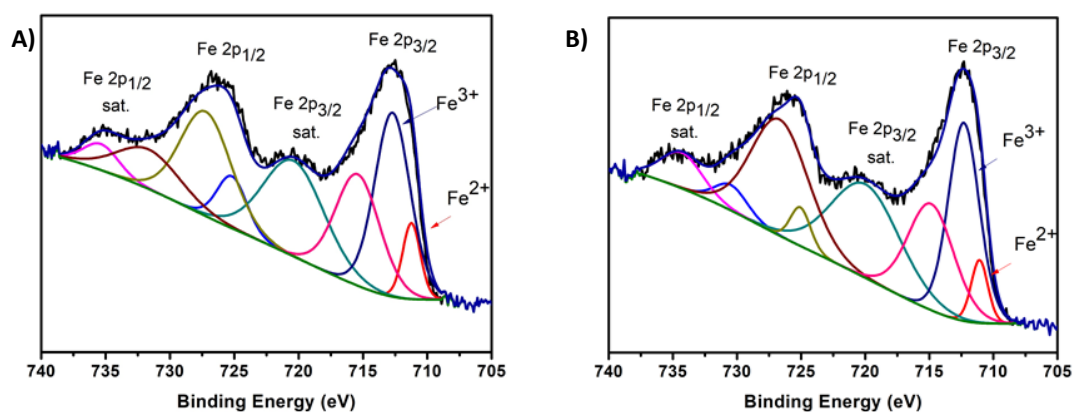 A)
Fe 2p1/2
sat.
Fe 2p1/2
Fe 2p3/2
sat.
Fe 2p3/2
Fe3+
Fe2+
740 735 730 725 720 715 710 705
Binding Energy (eV)
B)
Fe 2p1/2
sat.
Fe 2p1/2
Fe 2p3/2
sat.
Fe 2p3/2
Fe3+
Fe2+
740 735 730 725 720 715 710 705
Binding Energy (eV)